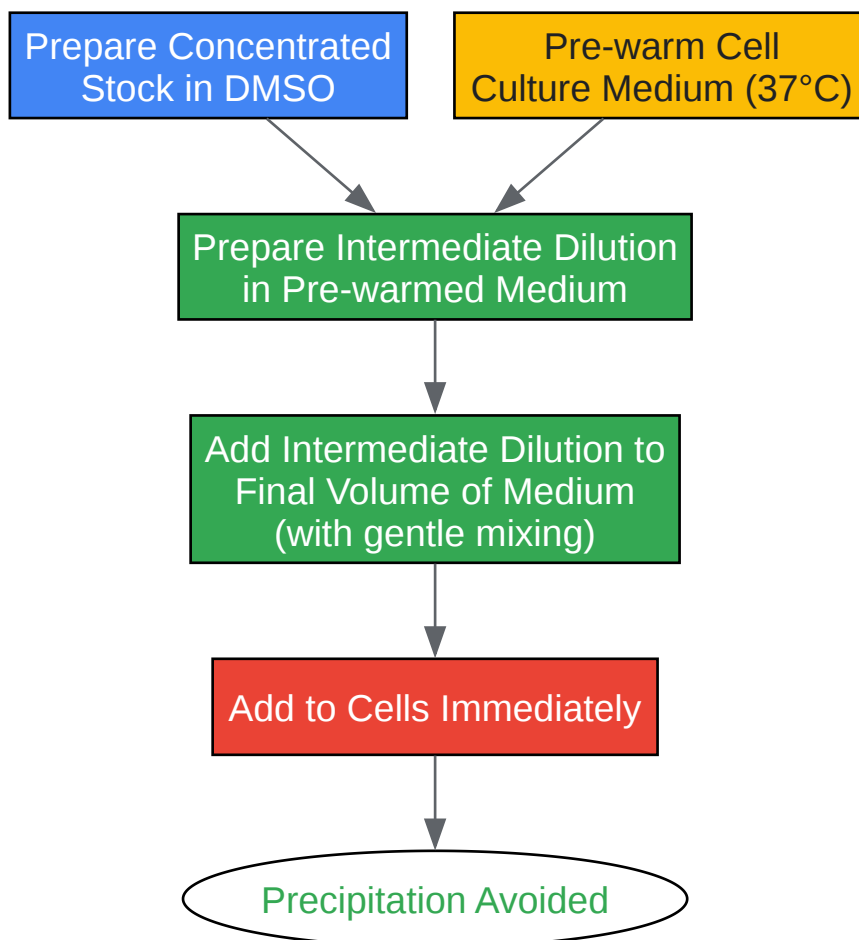 Prepare Concentrated
Stock in DMSO
Pre-warm Cell
Culture Medium (37°C)
Prepare Intermediate Dilution
in Pre-warmed Medium
Add Intermediate Dilution to
Final Volume of Medium
(with gentle mixing)
Add to Cells Immediately
Precipitation Avoided